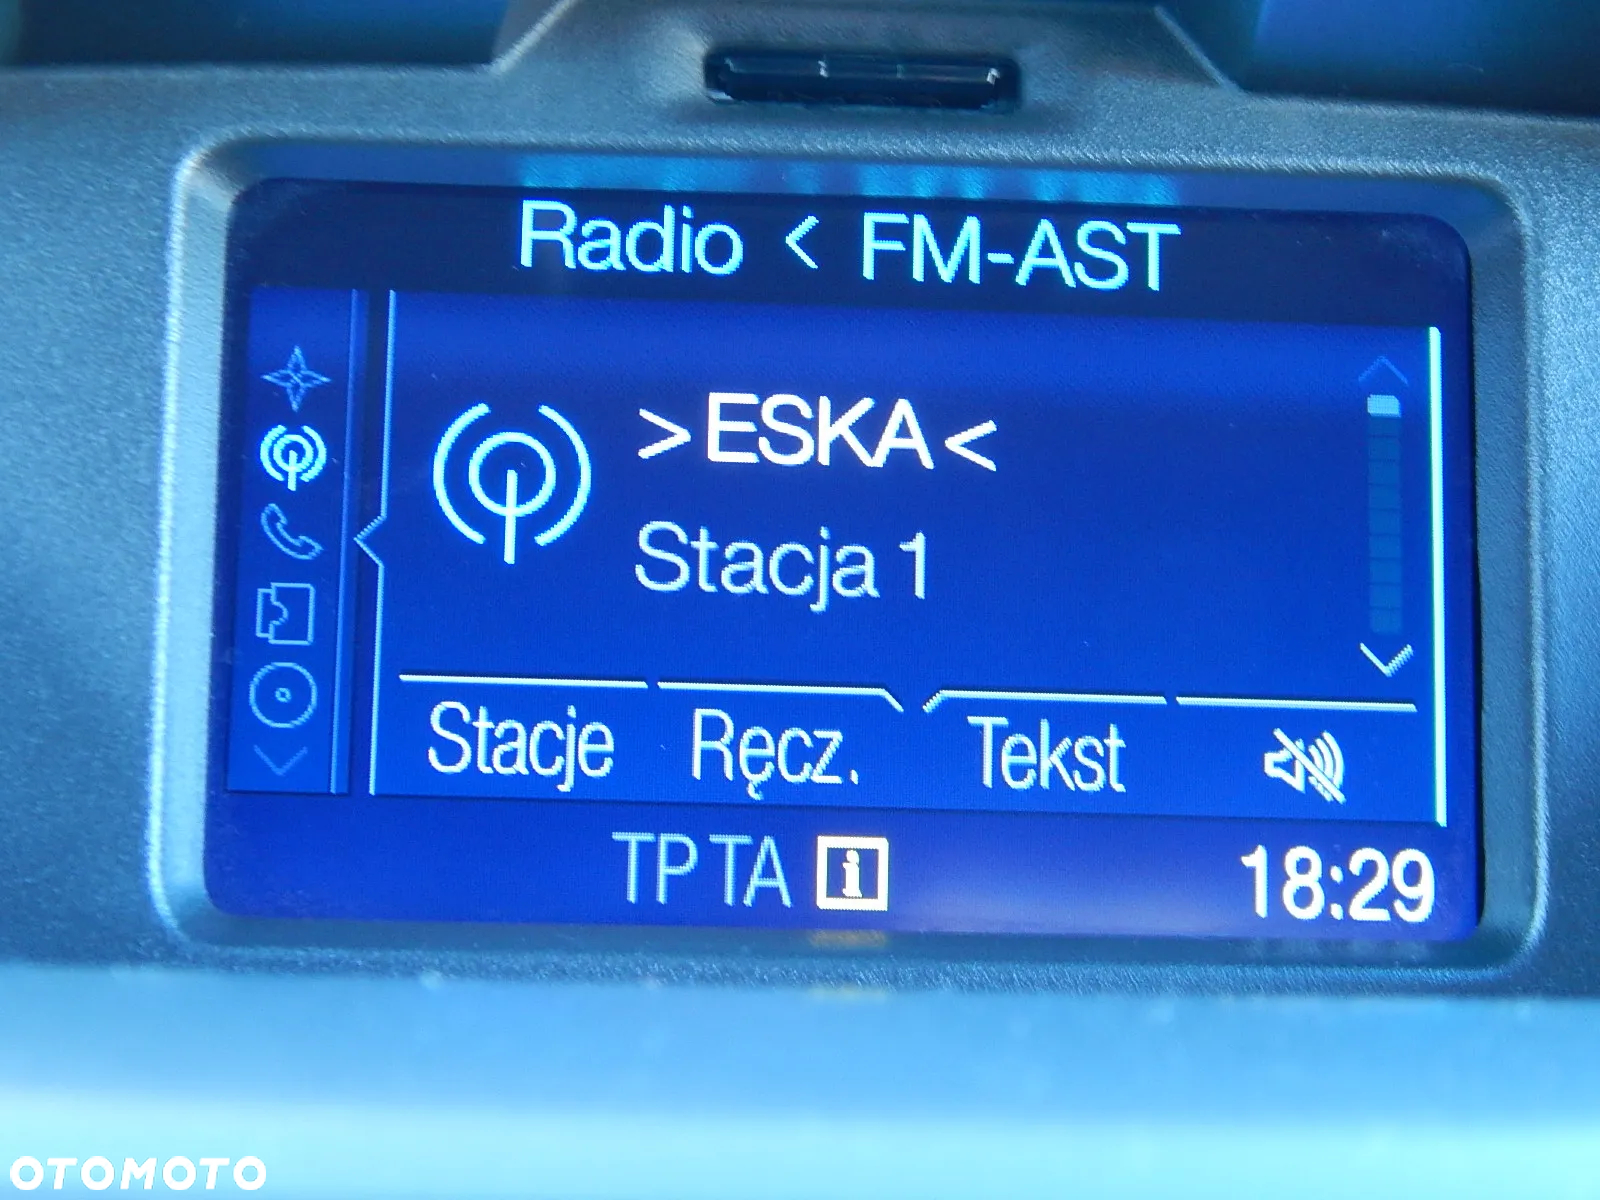 Radio < FM-AST
>ESKA<
Stacja 1
Stacje Ręcz. Tekst
TP TA i 18:29
OTOMOTO